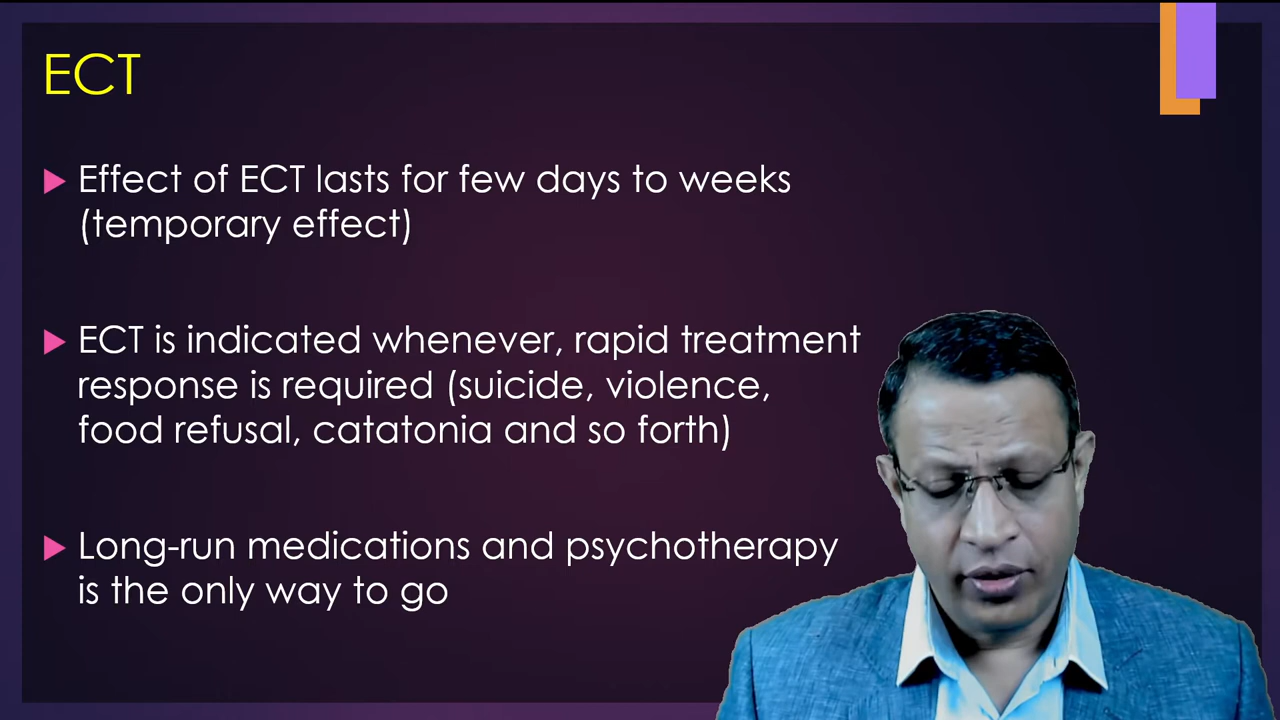 ECT
Effect of ECT lasts for few days to weeks
(temporary effect)
ECT is indicated whenever, rapid treatment
response is required (suicide, violence,
food refusal, catatonia and so forth)
Long-run medications and psychotherapy
is the only way to go